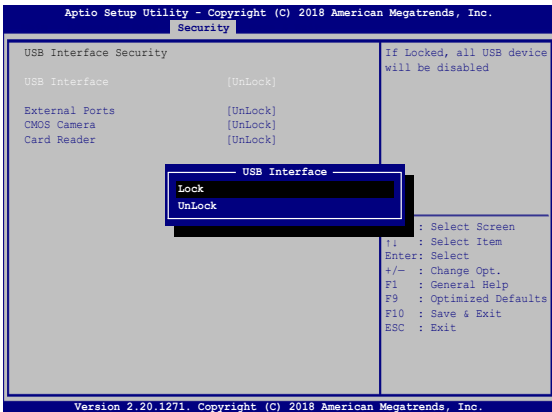 Aptio Setup Utility - Copyright (C) 2018 American Megatrends, Inc.
Security
USB Interface Security
USB Interface [UnLock]
External Ports [UnLock]
CMOS Camera [UnLock]
Card Reader [UnLock]
USB Interface
Lock
UnLock
If Locked, all USB device
will be disabled
: Select Screen
↑↓ : Select Item
Enter: Select
+/— : Change Opt.
F1 : General Help
F9 : Optimized Defaults
F10 : Save & Exit
ESC : Exit
Version 2.20.1271. Copyright (C) 2018 American Megatrends, Inc.